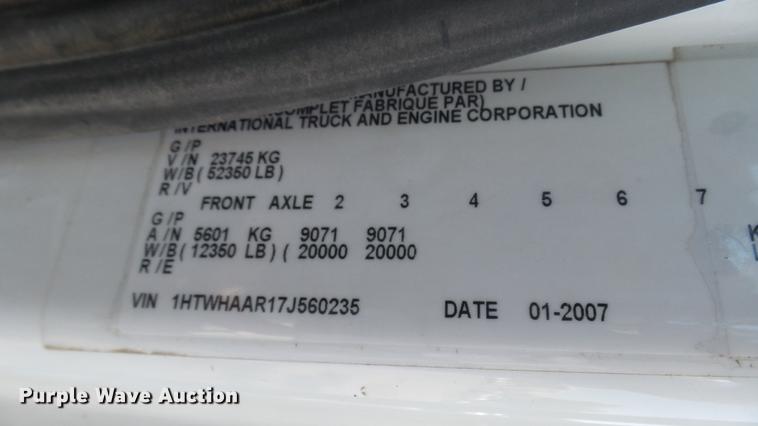 MANUFACTURED BY /
COMPLET FABRIQUE PAR)
INTERNATIONAL TRUCK AND ENGINE CORPORATION
G /P
V /N 23745 KG
W/B ( 52350 LB )
R /V
FRONT AXLE 2 3 4 5 6 7
G /P
A /N 5601 KG 9071 9071
W/B ( 12350 LB ) ( 20000 20000
R /E
VIN 1HTWHAAR17J560235 DATE 01-2007
Purple Wave Auction